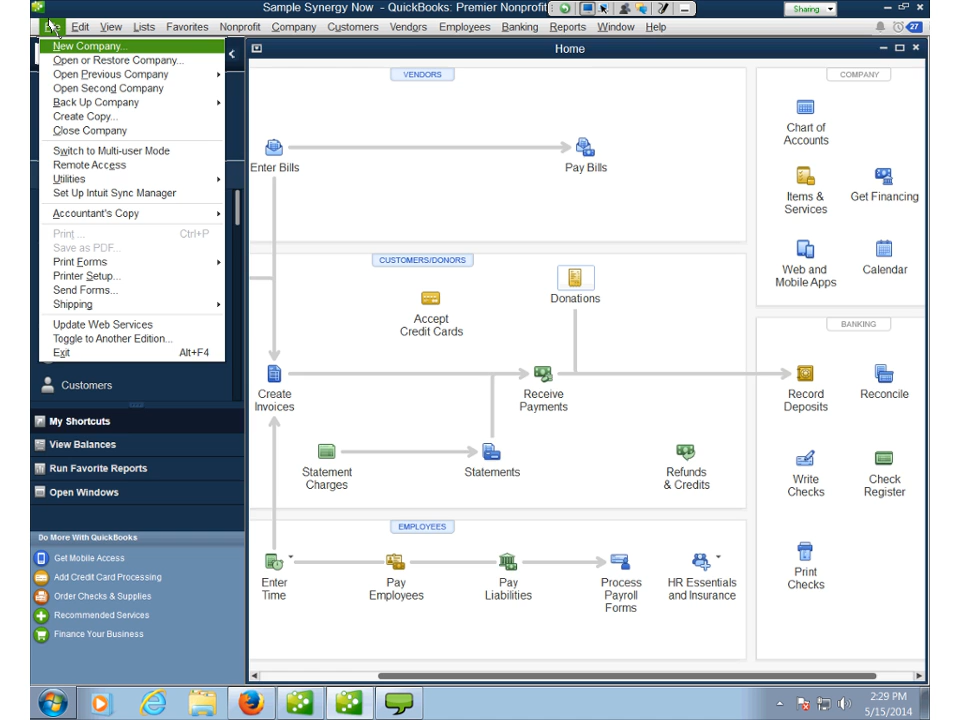 Sample Synergy Now - QuickBooks: Premier Nonprofit
Sharing
Edit View Lists Favorites Nonprofit Company Customers Vendors Employees Banking Reports Window Help
27
New Company...
Open or Restore Company...
Open Previous Company
Open Second Company
Back Up Company
Create Copy...
Close Company
Switch to Multi-user Mode
Remote Access
Utilities
Set Up Intuit Sync Manager
Accountant's Copy
Print ... Ctrl+P
Save as PDF...
Print Forms
Printer Setup...
Send Forms...
Shipping
Update Web Services
Toggle to Another Edition...
Exit Alt+F4
Customers
My Shortcuts
View Balances
Run Favorite Reports
Open Windows
Do More With QuickBooks
Get Mobile Access
Add Credit Card Processing
Order Checks & Supplies
Recommended Services
Finance Your Business
Home
VENDORS
Enter Bills
Pay Bills
CUSTOMERS/DONORS
Donations
Accept
Credit Cards
Create
Invoices
Receive
Payments
Statement
Charges
Statements
Refunds
& Credits
EMPLOYEES
Enter
Time
Pay
Employees
Pay
Liabilities
Process
Payroll
Forms
HR Essentials
and Insurance
COMPANY
Chart of
Accounts
Items &
Services
Get Financing
Web and
Mobile Apps
Calendar
BANKING
Record
Deposits
Reconcile
Write
Checks
Check
Register
Print
Checks
2:29 PM
5/15/2014